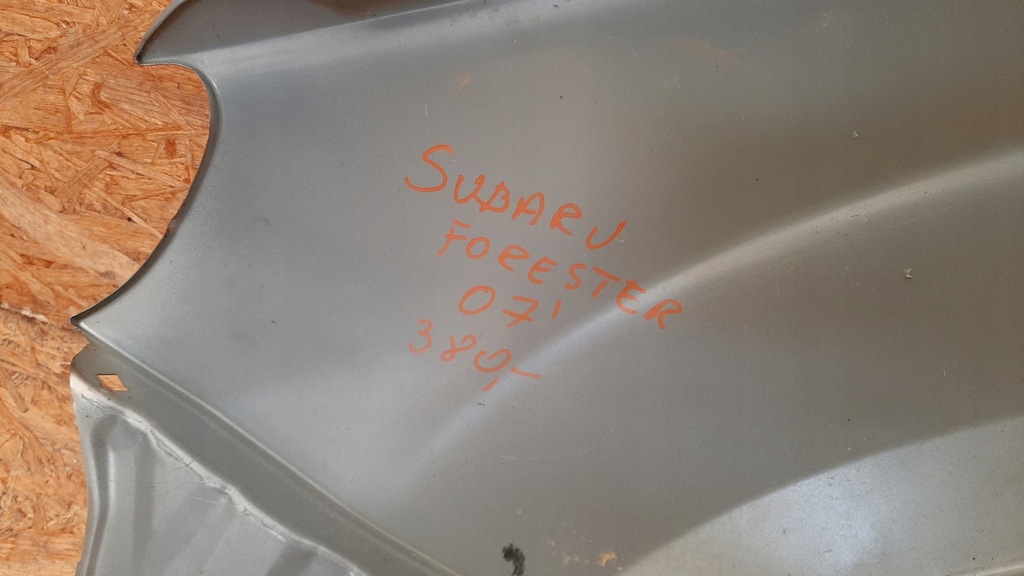 SUBARU
FORESTER
07'
380,-